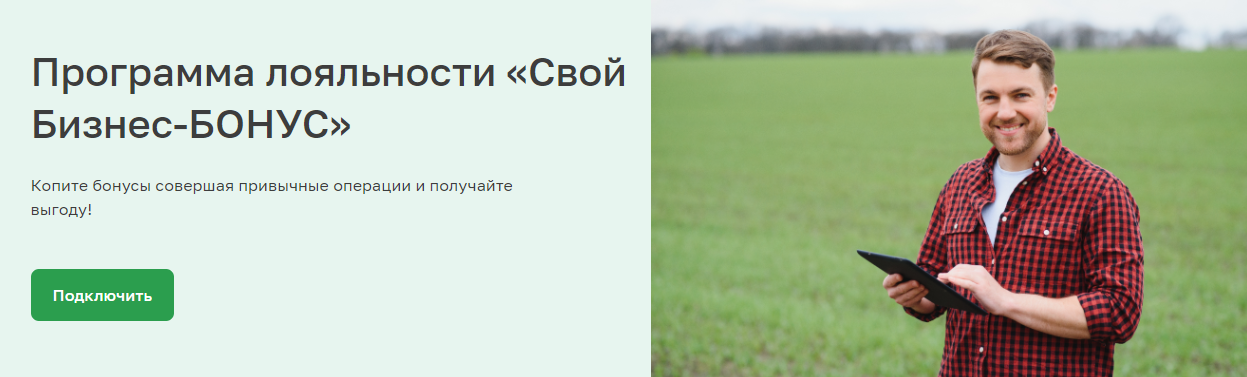 Программа лояльности «Свой
Бизнес-БОНУС»
Копите бонусы совершая привычные операции и получайте
выгоду!
Подключить